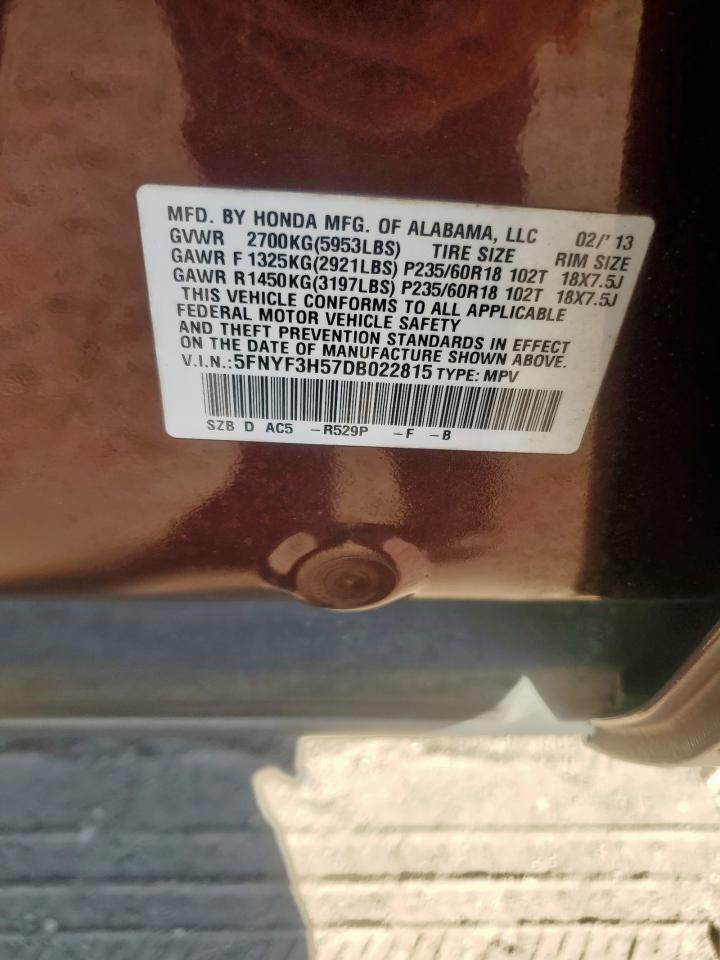 MFD. BY HONDA MFG. OF ALABAMA, LLC 02/'13
GVWR 2700KG(5953LBS) TIRE SIZE RIM SIZE
GAWR F 1325KG(2921LBS) P235/60R18 102T 18X7.5J
GAWR R 1450KG(3197LBS) P235/60R18 102T 18X7.5J
THIS VEHICLE CONFORMS TO ALL APPLICABLE
FEDERAL MOTOR VEHICLE SAFETY
AND THEFT PREVENTION STANDARDS IN EFFECT
ON THE DATE OF MANUFACTURE SHOWN ABOVE.
V.I.N.:5FNYF3H57DB022815 TYPE: MPV
SZB D AC5 -R529P -F -B